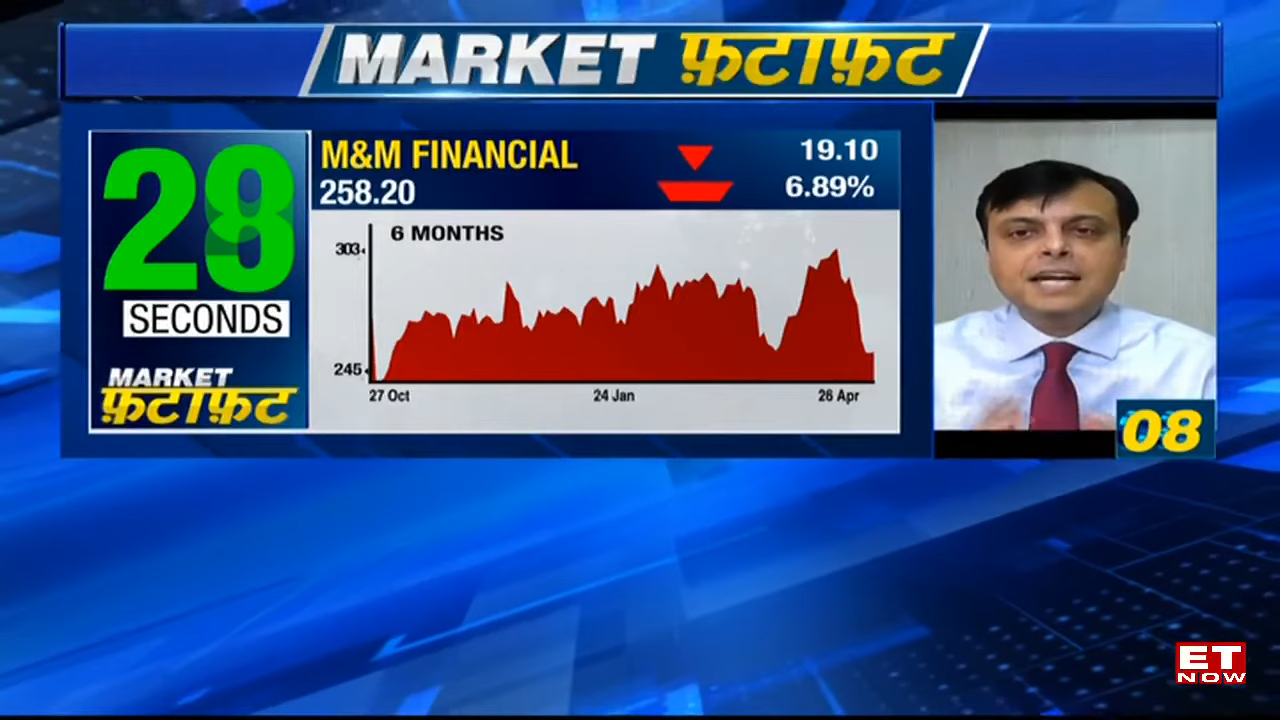 MARKET फ़टाफ़ट
SECONDS
MARKET
फ़टाफ़ट
M&M FINANCIAL
258.20
19.10
6.89%
6 MONTHS
303
245
27 Oct
24 Jan
26 Apr
08
ET
NOW